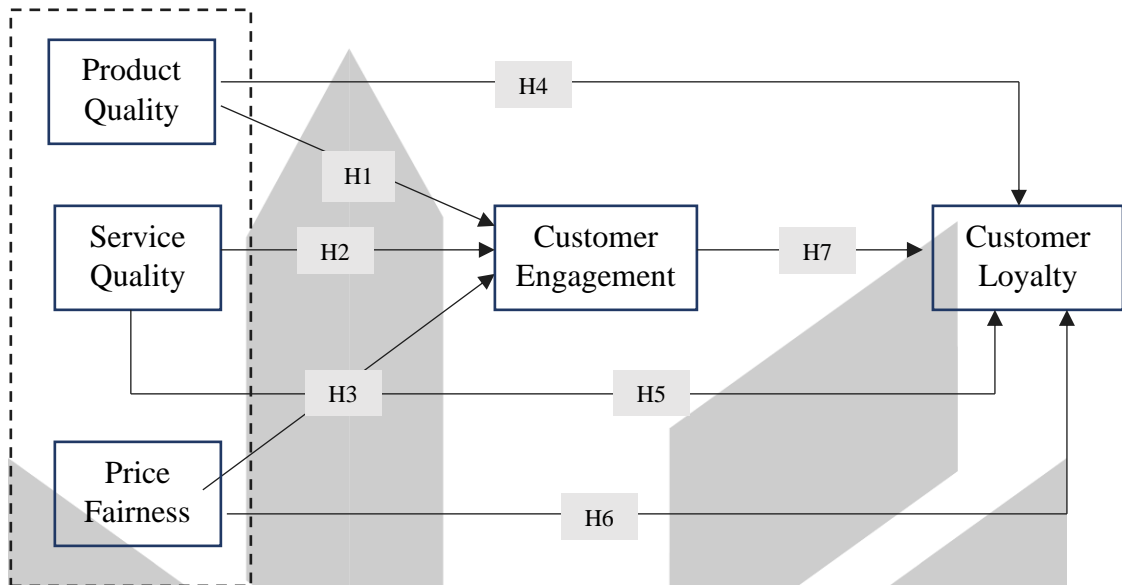 Product
Quality
H4
H1
Service
Quality
H2
Customer
Engagement
H7
Customer
Loyalty
H3
H5
Price
Fairness
H6